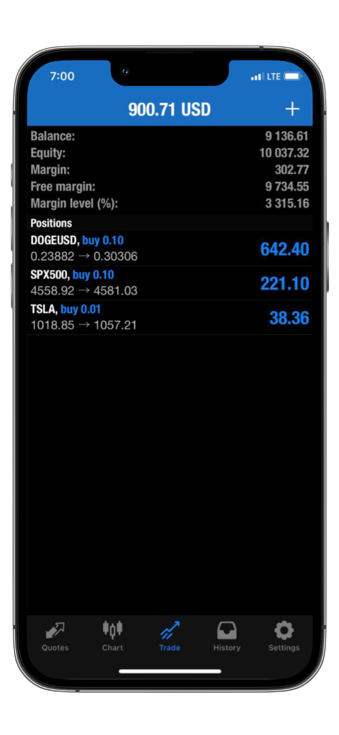 7:00
LTE
900.71 USD
+
Balance: 9 136.61
Equity: 10 037.32
Margin: 302.77
Free margin: 9 734.55
Margin level (%): 3 315.16
Positions
DOGEUSD, buy 0.10
0.23882 → 0.30306 642.40
SPX500, buy 0.10
4558.92 → 4581.03 221.10
TSLA, buy 0.01
1018.85 → 1057.21 38.36
Quotes Chart Trade History Settings